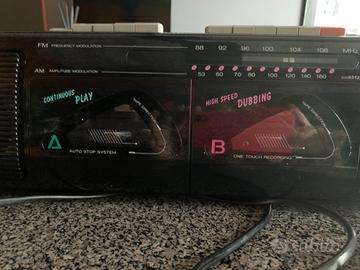 FM FREQUENCY MODULATION 88 92 96 100 104 108 MHz
AM AMPLITUDE MODULATION 53 60 70 80 100 120 140 160 x10KHz
CONTINUOUS PLAY
HIGH SPEED DUBBING
A
AUTO STOP SYSTEM
B
ONE TOUCH RECORDING
subito